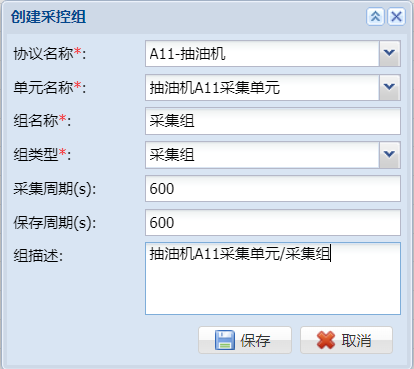 创建采控组
协议名称*: A11-抽油机
单元名称*: 抽油机A11采集单元
组名称*: 采集组
组类型*: 采集组
采集周期(s): 600
保存周期(s): 600
组描述: 抽油机A11采集单元/采集组
保存 取消